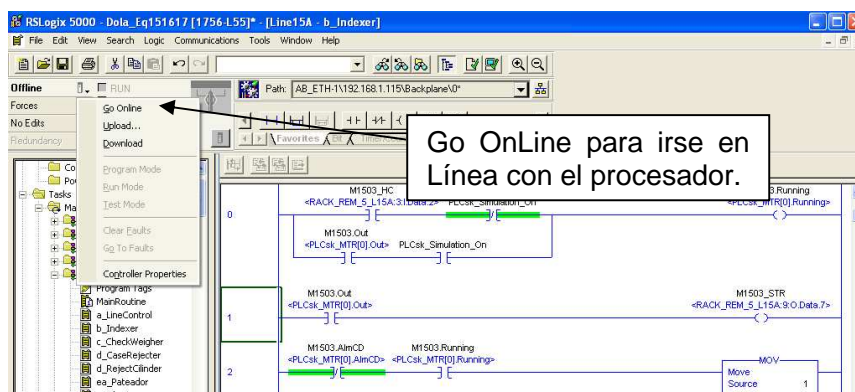 RSLogix 5000 - Dola_Eq151617 [1756-L55]* - [Line15A - b_Indexer]
File Edit View Search Logic Communications Tools Window Help
Offline RUN
Path: AB_ETH-1\192.168.1.115\Backplane\0*
Forces
No Edits
Redundancy
Go Online
Upload...
Download
Program Mode
Run Mode
Test Mode
Clear Faults
Go To Faults
Controller Properties
Favorites
Go OnLine para irse en
Línea con el procesador.
Tasks
Program Tags
MainRoutine
a_LineControl
b_Indexer
c_CheckWeigher
d_CaseRejecter
d_RejectCilinder
ea_Pateador
M1503_HC
<RACK_REM_5_L15A:3:I.Data.2> PLCsk_Simulation_On
<PLCsk_MTR[0].Running>
0
M1503.Out
<PLCsk_MTR[0].Out> PLCsk_Simulation_On
M1503.Out M1503_STR
<PLCsk_MTR[0].Out> <RACK_REM_5_L15A:9:O.Data.7>
1
M1503.AlmCD M1503.Running
<PLCsk_MTR[0].AlmCD> <PLCsk_MTR[0].Running>
2
MOV
Move
Source 1